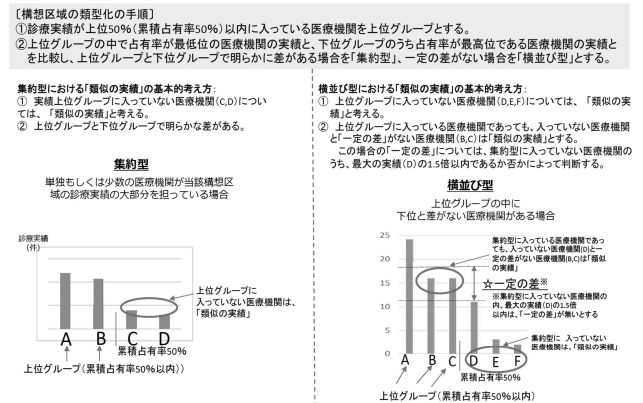 〔構想区域の類型化の手順〕
①診療実績が上位50%(累積占有率50%)以内に入っている医療機関を上位グループとする。
②上位グループの中で占有率が最低位の医療機関の実績と、下位グループのうち占有率が最高位である医療機関の実績と
を比較し、上位グループと下位グループで明らかに差がある場合を「集約型」、一定の差がない場合を「横並び型」とする。
集約型における「類似の実績」の基本的考え方:
① 実績上位グループに入っていない医療機関(C,D)につい
ては、「類似の実績」と考える。
② 上位グループと下位グループで明らかな差がある。
集約型
単独もしくは少数の医療機関が当該構想区
域の診療実績の大部分を担っている場合
診療実績
(件)
上位グループに
入っていない医療機関は、
「類似の実績」
A B C D
累積占有率50%
上位グループ(累積占有率50%以内))
横並び型における「類似の実績」の基本的考え方:
① 上位グループに入っていない医療機関(D,E,F)については、「類似の実
績」と考える。
② 上位グループに入っている医療機関であっても、入っていない医療機関
と「一定の差」がない医療機関(B,C)は「類似の実績」とする。
この場合の「一定の差」については、集約型に入っていない医療機関の
うち、最大の実績(D)の1.5倍以内であるか否かによって判断する。
横並び型
上位グループの中に
下位と差がない医療機関がある場合
25
20
15
10
5
0
集約型に入っている医療機関であっ
ても、入っていない医療機関(D)と一
定の差がない医療機関(B,C)は「類似
の実績」
☆一定の差※
※集約型に入っていない医療機関の
内、最大の実績(D)の1.5倍
以内は、「一定の差」が無いとする
集約型に 入っていない
医療機関は、「類似の実績」
A B C D E F
累積占有率50%
上位グループ(累積占有率50%以内)